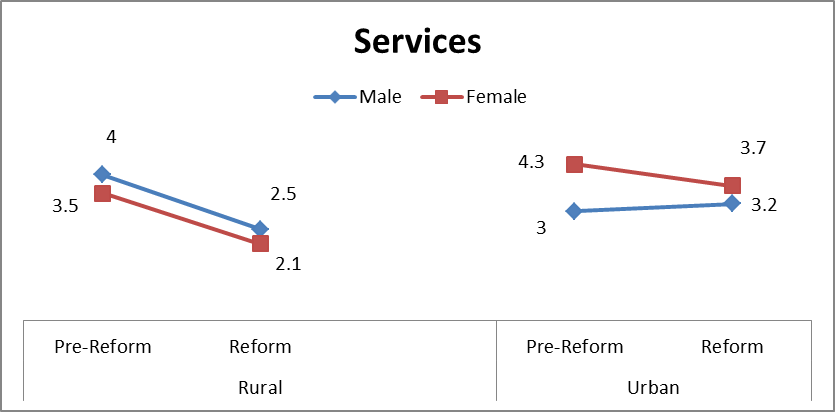 Services
Male Female
4
3.5
2.5
2.1
4.3
3
3.7
3.2
Pre-Reform Reform Pre-Reform Reform
Rural Urban